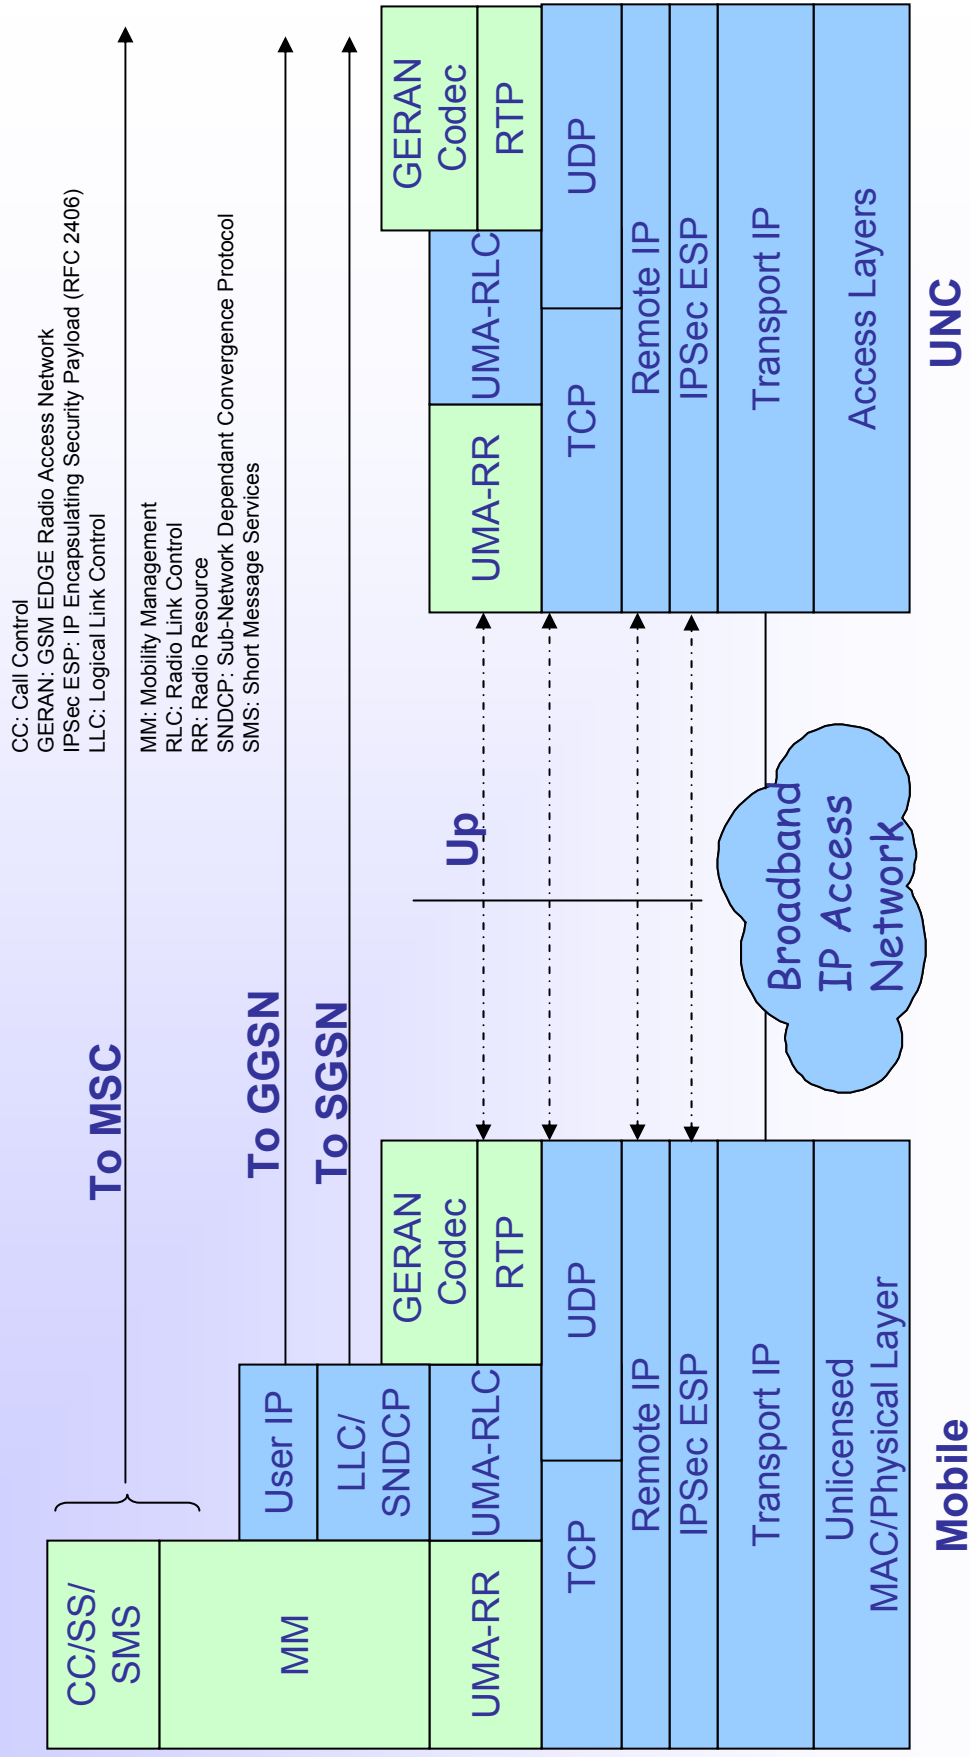 CC: Call Control
GERAN: GSM EDGE Radio Access Network
IPSec ESP: IP Encapsulating Security Payload (RFC 2406)
LLC: Logical Link Control
MM: Mobility Management
RLC: Radio Link Control
RR: Radio Resource
SNDCP: Sub-Network Dependant Convergence Protocol
SMS: Short Message Services
To MSC
To GGSN
To SGSN
CC/SS/
SMS
MM
User IP
LLC/
SNDCP
UMA-RR
UMA-RLC
GERAN
Codec
RTP
TCP
UDP
Remote IP
IPSec ESP
Transport IP
Unlicensed
MAC/Physical Layer
Mobile
Up
Broadband
IP Access
Network
UMA-RR
UMA-RLC
GERAN
Codec
RTP
TCP
UDP
Remote IP
IPSec ESP
Transport IP
Access Layers
UNC